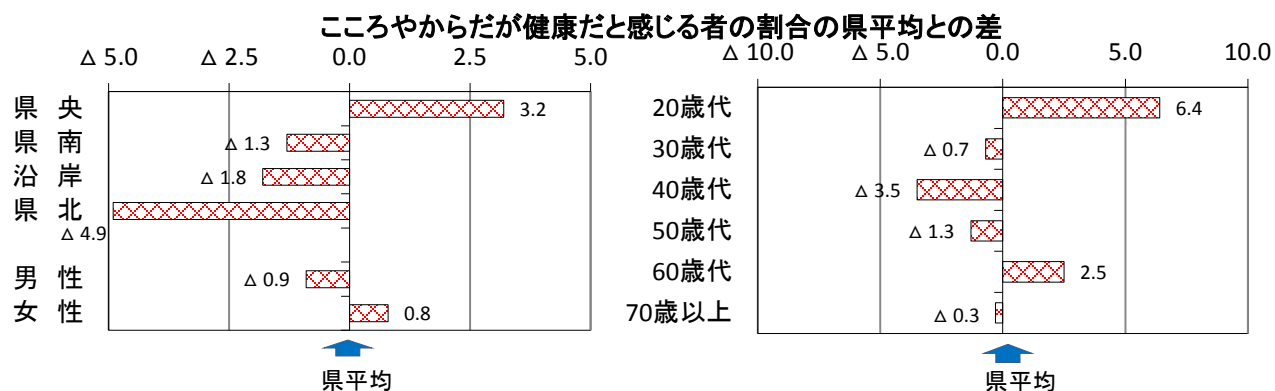 こころやからだが健康だと感じる者の割合の県平均との差
△ 5.0 △ 2.5 0.0 2.5 5.0
県 央 3.2
県 南 △ 1.3
沿 岸 △ 1.8
県 北
△ 4.9
男 性 △ 0.9
女 性 0.8
県平均
△ 10.0 △ 5.0 0.0 5.0 10.0
20歳代 6.4
30歳代 △ 0.7
40歳代 △ 3.5
50歳代 △ 1.3
60歳代 2.5
70歳以上 △ 0.3
県平均